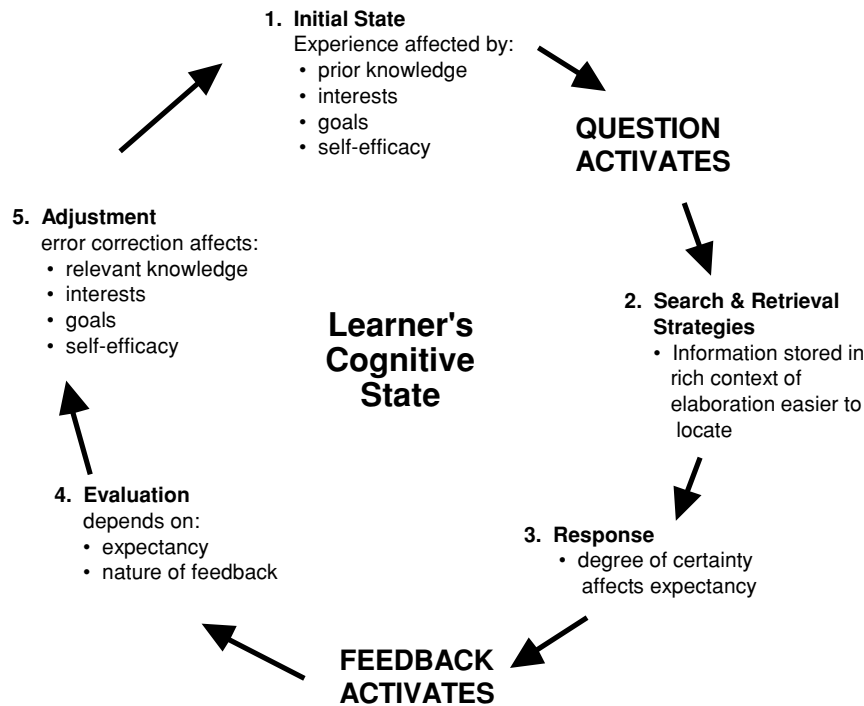 1. Initial State
Experience affected by:
• prior knowledge
• interests
• goals
• self-efficacy
QUESTION
ACTIVATES
2. Search & Retrieval
Strategies
• Information stored in
rich context of
elaboration easier to
locate
3. Response
• degree of certainty
affects expectancy
FEEDBACK
ACTIVATES
4. Evaluation
depends on:
• expectancy
• nature of feedback
5. Adjustment
error correction affects:
• relevant knowledge
• interests
• goals
• self-efficacy
Learner's
Cognitive
State